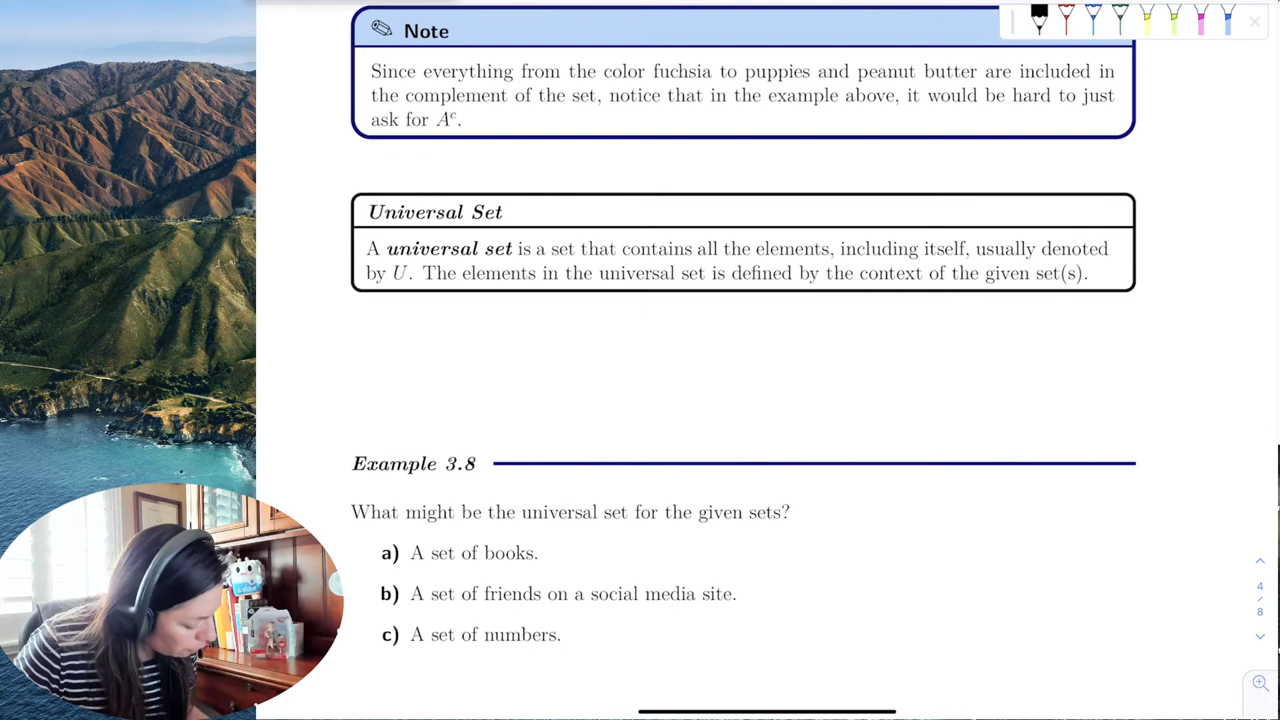 Note
Since everything from the color fuchsia to puppies and peanut butter are included in
the complement of the set, notice that in the example above, it would be hard to just
ask for Aᶜ.
Universal Set
A universal set is a set that contains all the elements, including itself, usually denoted
by U. The elements in the universal set is defined by the context of the given set(s).
Example 3.8
What might be the universal set for the given sets?
a) A set of books.
b) A set of friends on a social media site.
c) A set of numbers.
4
/
8